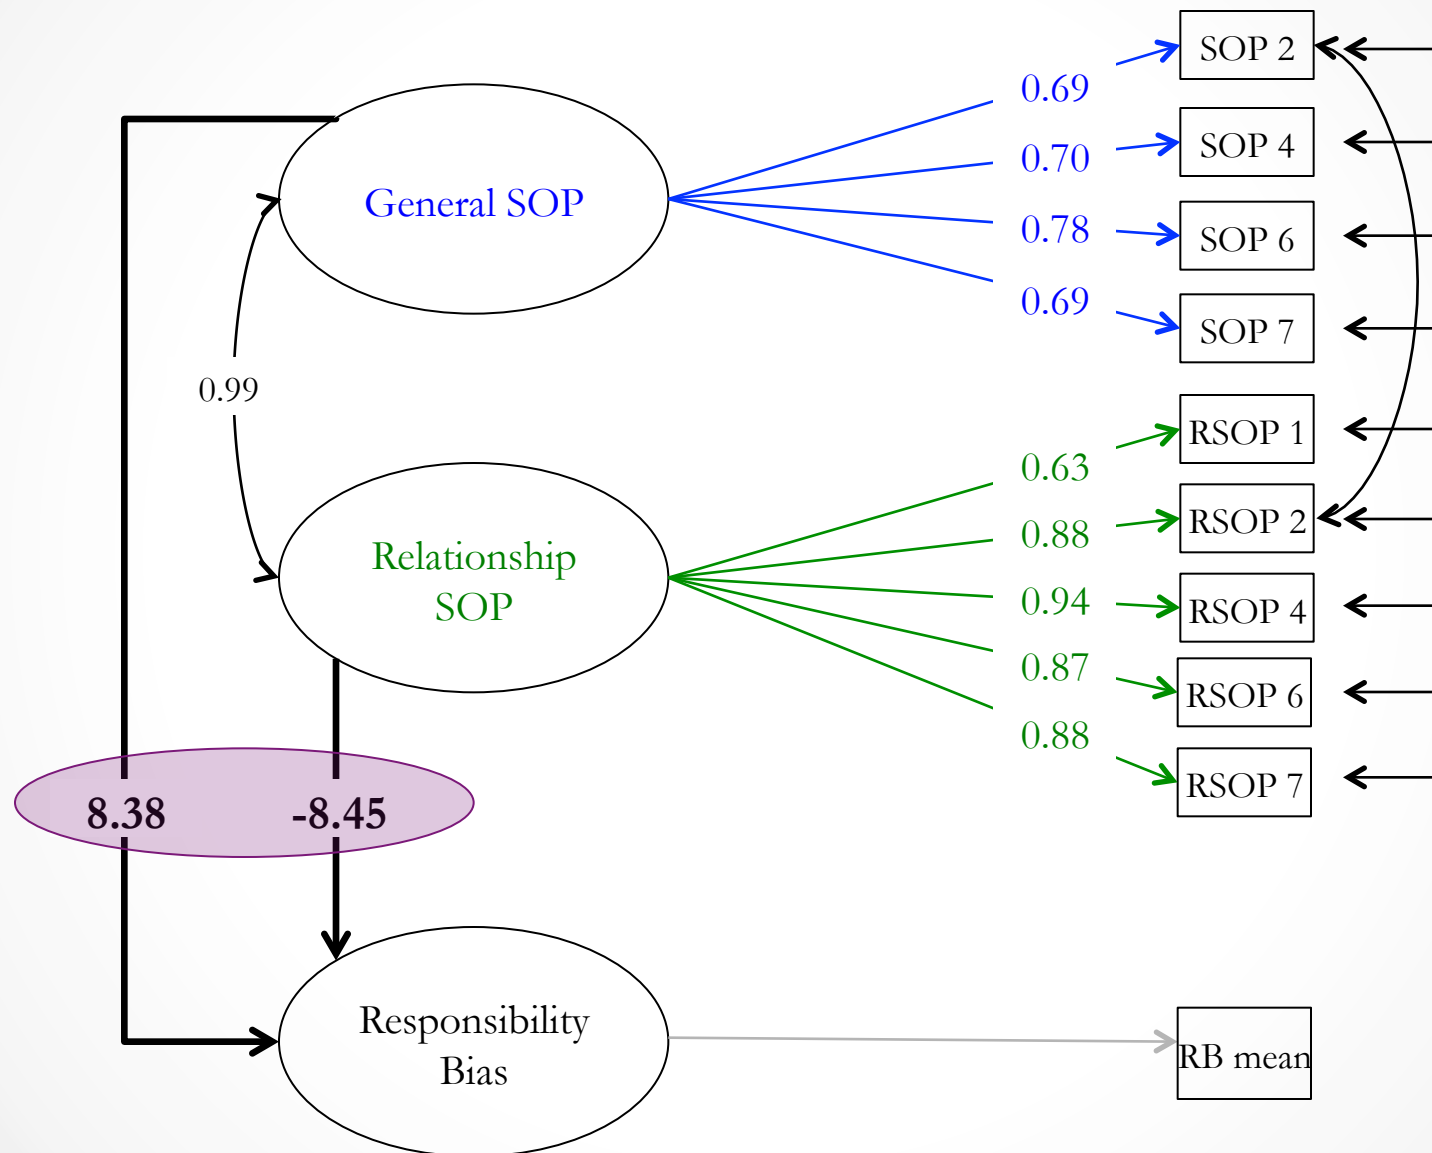 SOP 2
0.69
SOP 4
0.70
General SOP
0.78
SOP 6
0.69
SOP 7
0.99
RSOP 1
0.63
RSOP 2
0.88
Relationship
SOP
0.94
RSOP 4
0.87
RSOP 6
0.88
RSOP 7
8.38
-8.45
Responsibility
Bias
RB mean